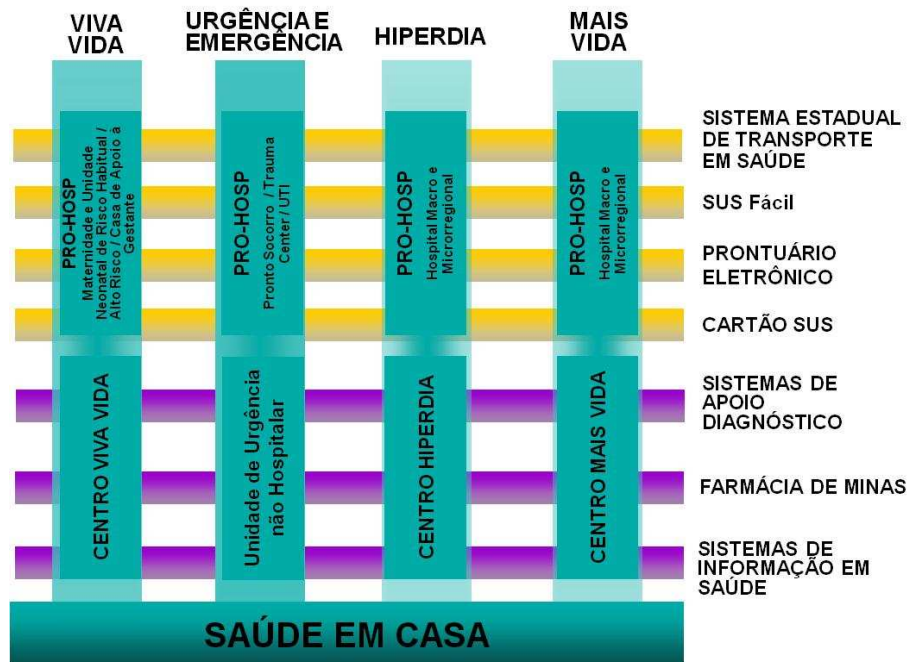 VIVA
VIDA
URGÊNCIA E
EMERGÊNCIA
HIPERDIA
MAIS
VIDA
PRO-HOSP
Maternidade e Unidade
Neonatal de Risco Habitual /
Alto Risco / Casa de Apoio à
Gestante
PRO-HOSP
Pronto Socorro / Trauma
Center / UTI
PRO-HOSP
Hospital Macro e
Microrregional
PRO-HOSP
Hospital Macro e
Microrregional
SISTEMA ESTADUAL
DE TRANSPORTE
EM SAÚDE
SUS Fácil
PRONTUÁRIO
ELETRÔNICO
CARTÃO SUS
CENTRO VIVA VIDA
Unidade de Urgência
não Hospitalar
CENTRO HIPERDIA
CENTRO MAIS VIDA
SISTEMAS DE
APOIO
DIAGNÓSTICO
FARMÁCIA DE MINAS
SISTEMAS DE
INFORMAÇÃO EM
SAÚDE
SAÚDE EM CASA